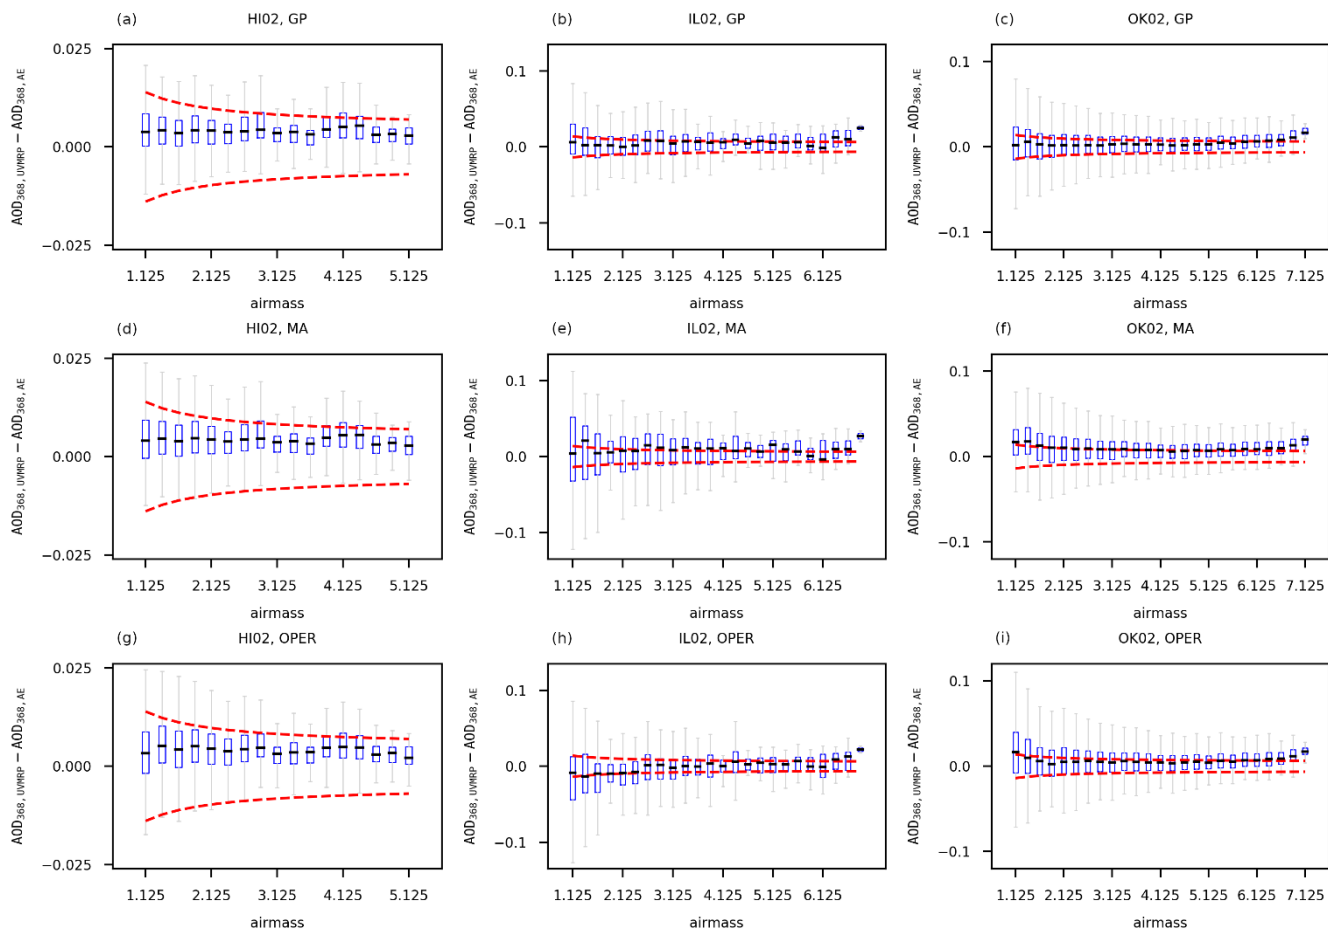 (a) HI02, GP
(b) IL02, GP
(c) OK02, GP
AOD368, UVMRP − AOD368, AE
0.025
0.000
−0.025
1.125 2.125 3.125 4.125 5.125
airmass
AOD368, UVMRP − AOD368, AE
0.1
0.0
−0.1
1.125 2.125 3.125 4.125 5.125 6.125
airmass
AOD368, UVMRP − AOD368, AE
0.1
0.0
−0.1
1.125 2.125 3.125 4.125 5.125 6.125 7.125
airmass
(d) HI02, MA
(e) IL02, MA
(f) OK02, MA
AOD368, UVMRP − AOD368, AE
0.025
0.000
−0.025
1.125 2.125 3.125 4.125 5.125
airmass
AOD368, UVMRP − AOD368, AE
0.1
0.0
−0.1
1.125 2.125 3.125 4.125 5.125 6.125
airmass
AOD368, UVMRP − AOD368, AE
0.1
0.0
−0.1
1.125 2.125 3.125 4.125 5.125 6.125 7.125
airmass
(g) HI02, OPER
(h) IL02, OPER
(i) OK02, OPER
AOD368, UVMRP − AOD368, AE
0.025
0.000
−0.025
1.125 2.125 3.125 4.125 5.125
airmass
AOD368, UVMRP − AOD368, AE
0.1
0.0
−0.1
1.125 2.125 3.125 4.125 5.125 6.125
airmass
AOD368, UVMRP − AOD368, AE
0.1
0.0
−0.1
1.125 2.125 3.125 4.125 5.125 6.125 7.125
airmass